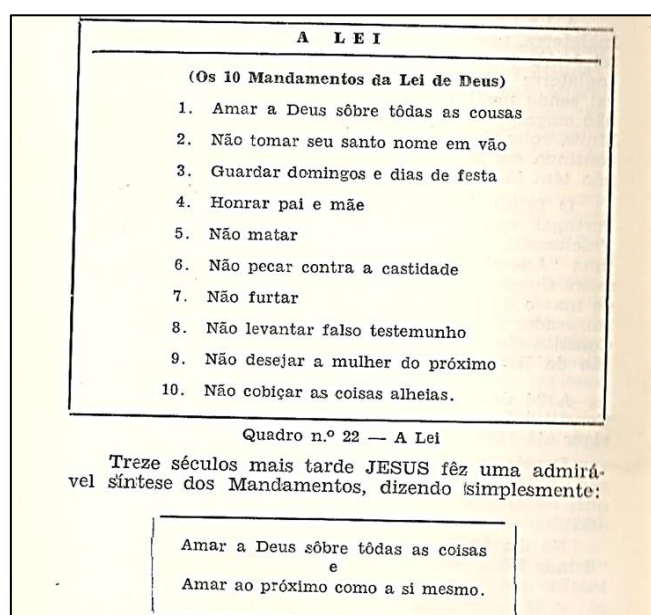 A LEI
(Os 10 Mandamentos da Lei de Deus)
1. Amar a Deus sôbre tôdas as cousas
2. Não tomar seu santo nome em vão
3. Guardar domingos e dias de festa
4. Honrar pai e mãe
5. Não matar
6. Não pecar contra a castidade
7. Não furtar
8. Não levantar falso testemunho
9. Não desejar a mulher do próximo
10. Não cobiçar as coisas alheias.
Quadro n.º 22 — A Lei
Treze séculos mais tarde JESUS fêz uma admirá-
vel síntese dos Mandamentos, dizendo simplesmente:
Amar a Deus sôbre tôdas as coisas
e
Amar ao próximo como a si mesmo.